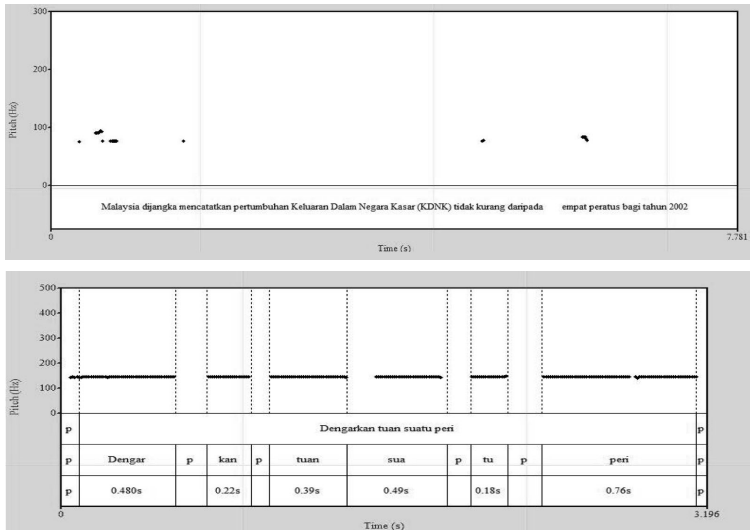 300
200
100
0
Pitch (Hz)
Malaysia dijangka mencatatkan pertumbuhan Keluaran Dalam Negara Kasar (KDNK) tidak kurang daripada empat peratus bagi tahun 2002
0 7.781
Time (s)
500
400
300
200
100
0
Pitch (Hz)
p Dengarkan tuan suatu peri p
p Dengar p kan p tuan sua p tu p peri p
p 0.480s 0.22s 0.39s 0.49s 0.18s 0.76s p
0 3.196
Time (s)